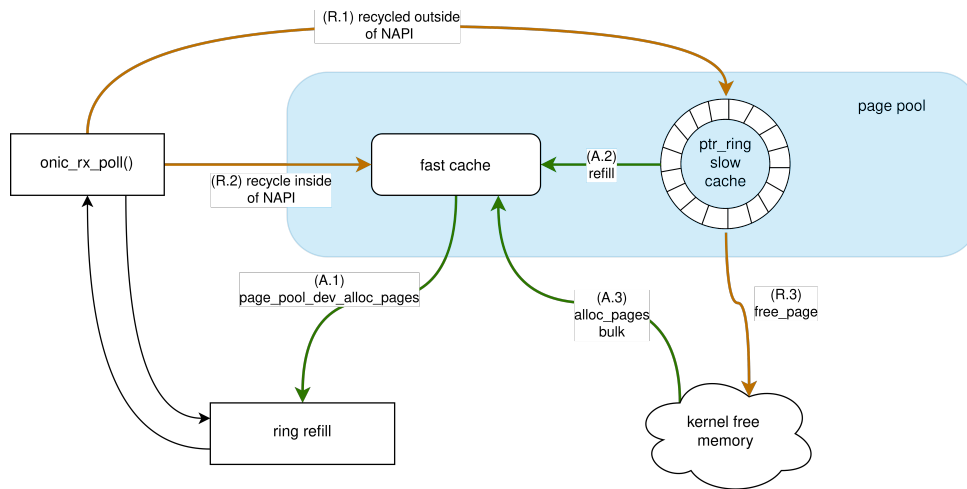 (R.1) recycled outside
of NAPI
page pool
onic_rx_poll()
fast cache
ptr_ring
slow
cache
(A.2)
refill
(R.2) recycle inside
of NAPI
(A.1)
page_pool_dev_alloc_pages
(A.3)
alloc_pages
bulk
(R.3)
free_page
ring refill
kernel free
memory